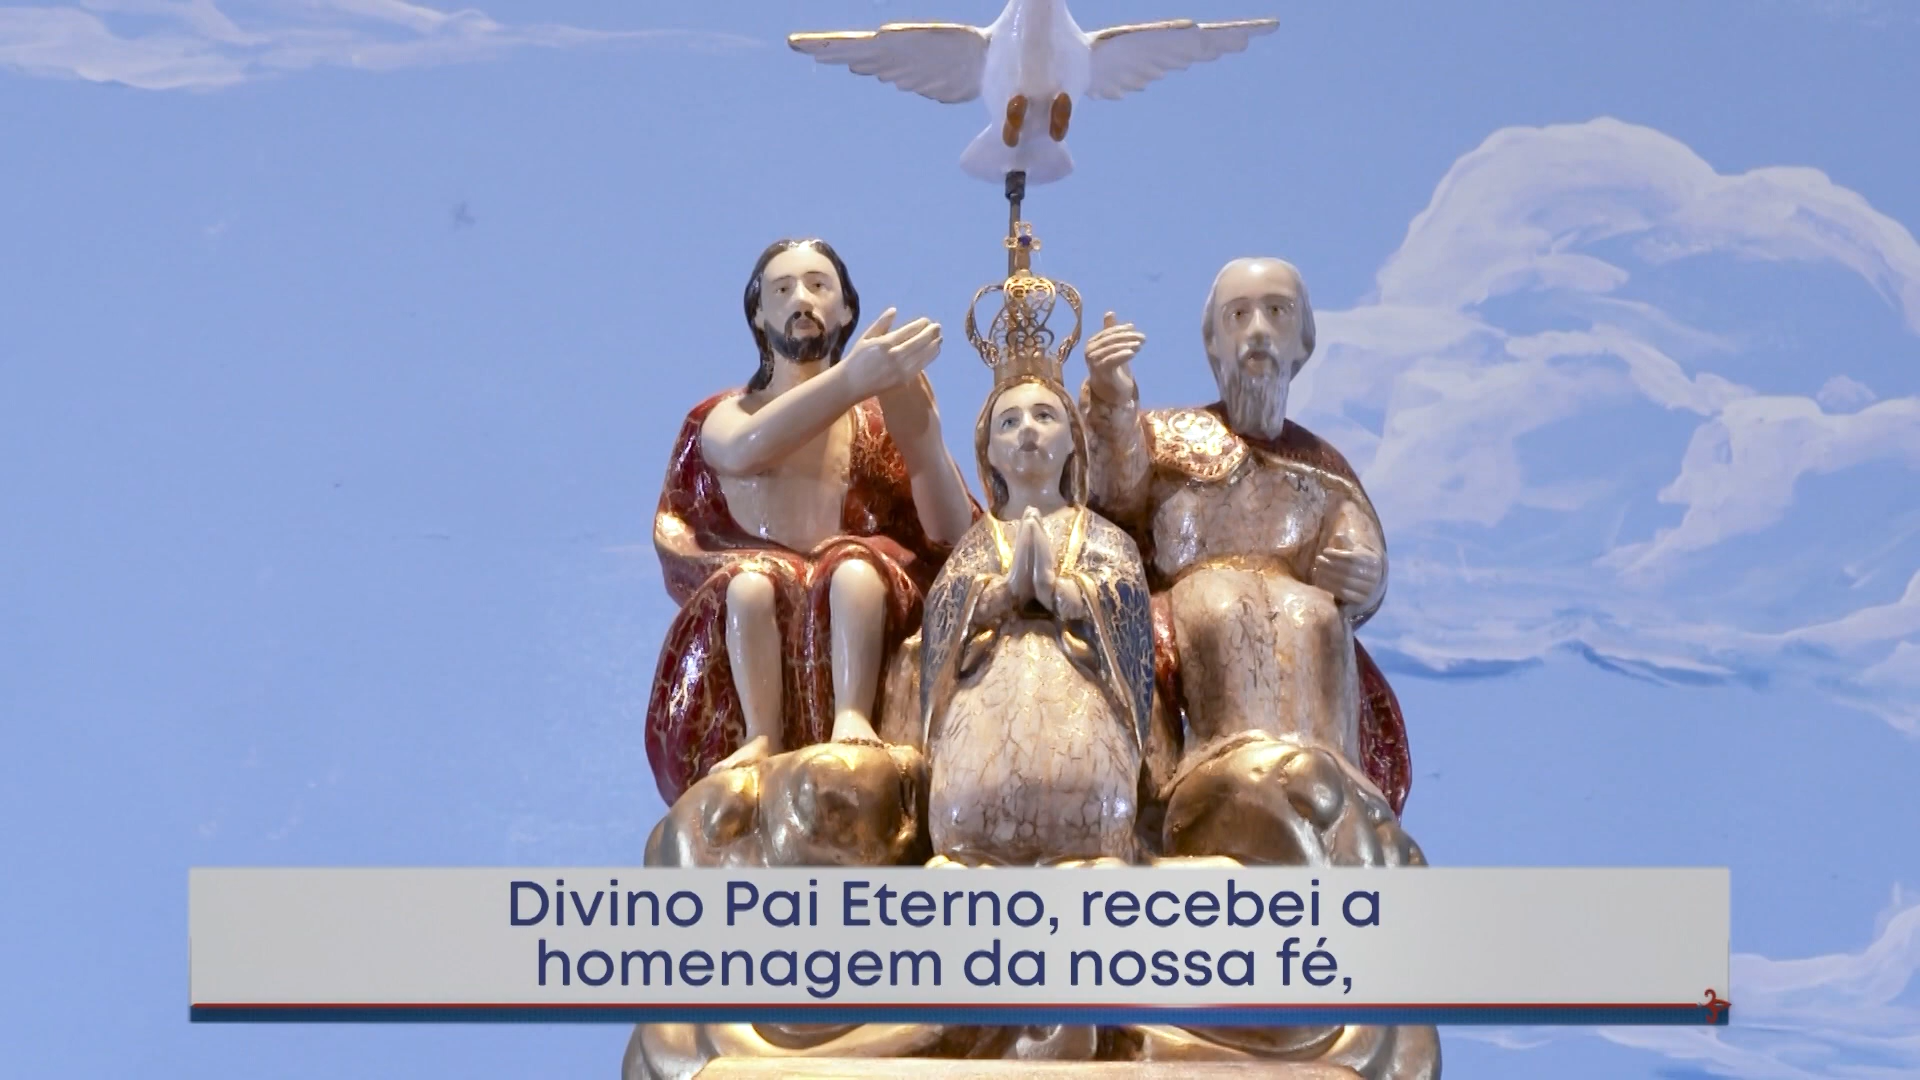 Divino Pai Eterno, recebei a
homenagem da nossa fé,